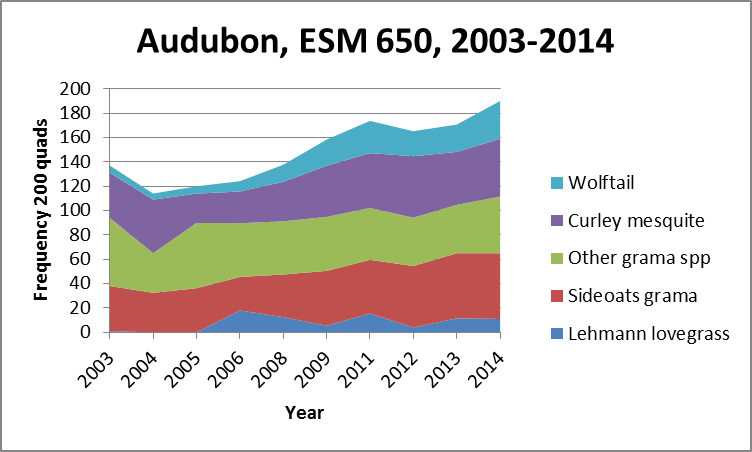 Audubon, ESM 650, 2003-2014
200
180
160
140
120
100
80
60
40
20
0
Frequency 200 quads
2003
2004
2005
2006
2008
2009
2011
2012
2013
2014
Year
Wolftail
Curley mesquite
Other grama spp
Sideoats grama
Lehmann lovegrass